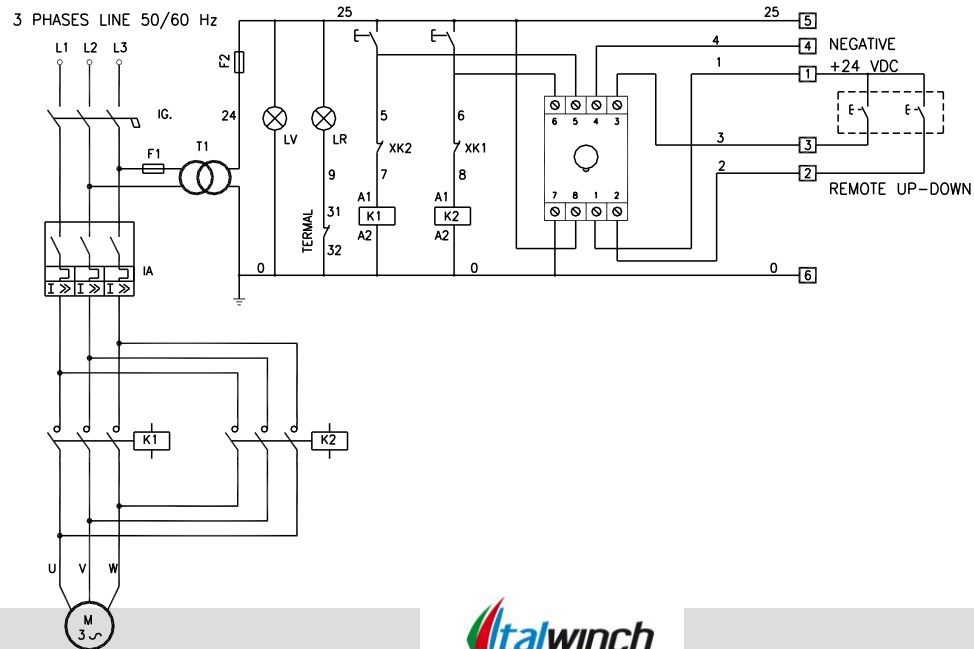 3 PHASES LINE 50/60 Hz
L1 L2 L3
IG.
F1
T1
F2
24
25
25
5
4
4 NEGATIVE
1
1 +24 VDC
3
3
2
2
REMOTE UP-DOWN
E
E
E
E
LV
LR
9
TERMAL
31
32
5
XK2
7
A1
K1
A2
6
XK1
8
A1
K2
A2
6 5 4 3
7 8 1 2
0
0
0
6
IA
I >> I >> I >>
K1
K2
U V W
M
3~
Italwinch